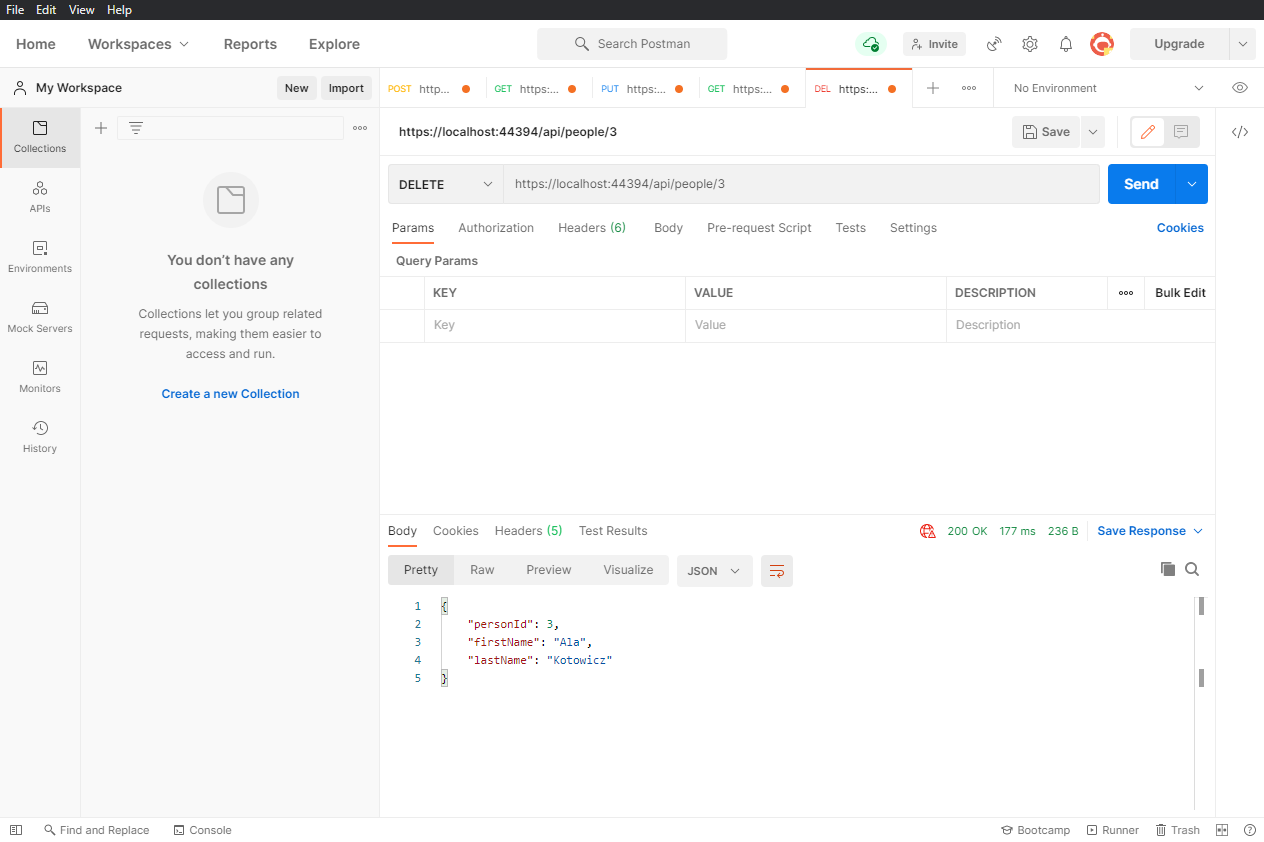 File Edit View Help
Home Workspaces Reports Explore Search Postman Invite Upgrade
My Workspace New Import
POST http... GET https:... PUT https:... GET https:... DEL https:... No Environment
Collections
APIs
Environments
Mock Servers
Monitors
History
You don't have any
collections
Collections let you group related
requests, making them easier to
access and run.
Create a new Collection
https://localhost:44394/api/people/3 Save
DELETE https://localhost:44394/api/people/3 Send
Params Authorization Headers (6) Body Pre-request Script Tests Settings Cookies
Query Params
KEY VALUE DESCRIPTION Bulk Edit
Key Value Description
Body Cookies Headers (5) Test Results 200 OK 177 ms 236 B Save Response
Pretty Raw Preview Visualize JSON
1 {
2 "personId": 3,
3 "firstName": "Ala",
4 "lastName": "Kotowicz"
5 }
Find and Replace Console Bootcamp Runner Trash